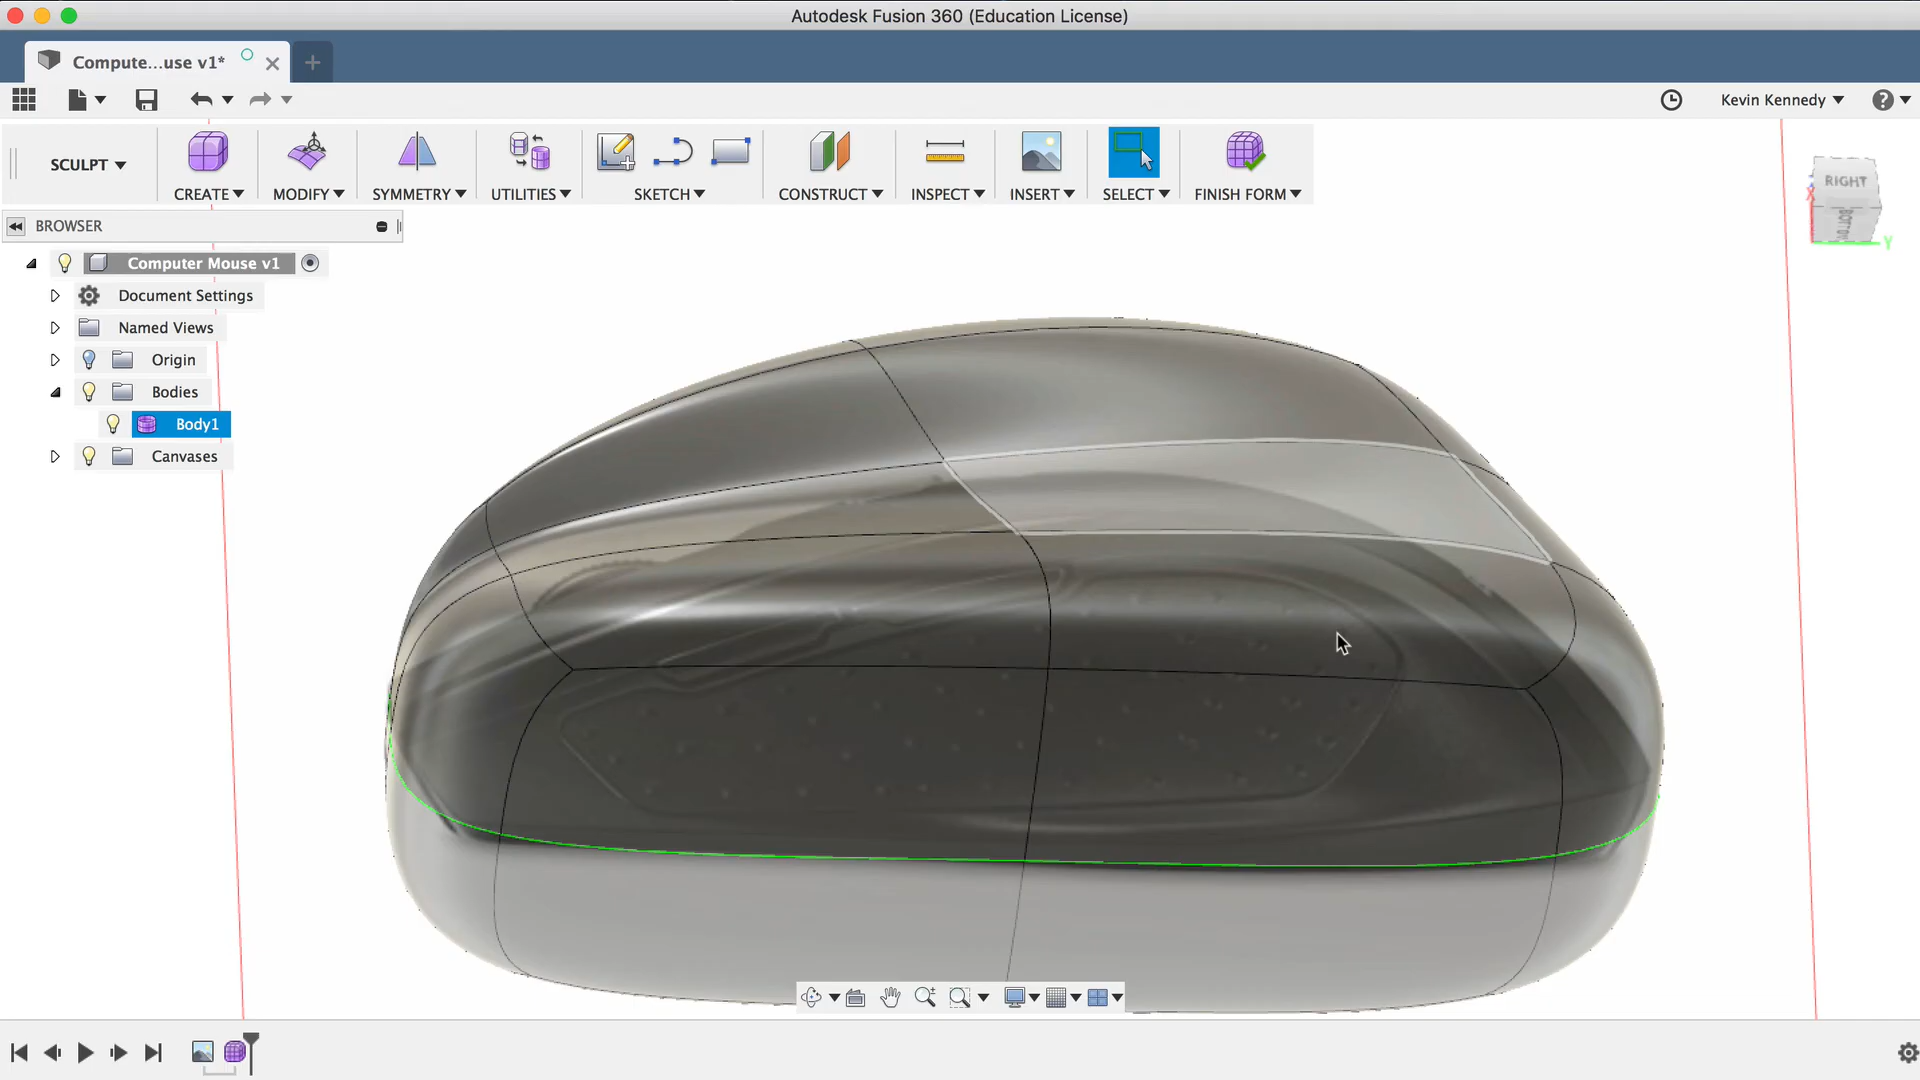 Autodesk Fusion 360 (Education License)
Compute...use v1*
Kevin Kennedy
SCULPT
CREATE
MODIFY
SYMMETRY
UTILITIES
SKETCH
CONSTRUCT
INSPECT
INSERT
SELECT
FINISH FORM
BROWSER
Computer Mouse v1
Document Settings
Named Views
Origin
Bodies
Body1
Canvases
RIGHT
BOTTOM
X
Y